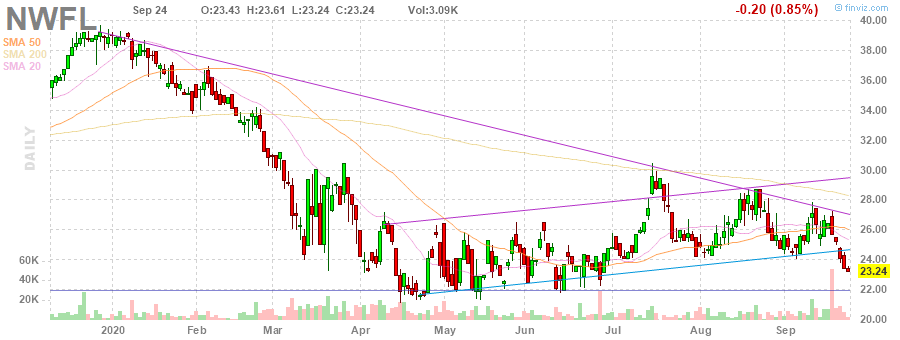 NWFL Sep 24 O:23.43 H:23.61 L:23.24 C:23.24 Vol:3.09K -0.20 (0.85%) © finviz.com
SMA 50
SMA 200
SMA 20
DAILY
40.00
38.00
36.00
34.00
32.00
30.00
28.00
26.00
24.00
23.24
22.00
20.00
60K
40K
20K
2020 Feb Mar Apr May Jun Jul Aug Sep